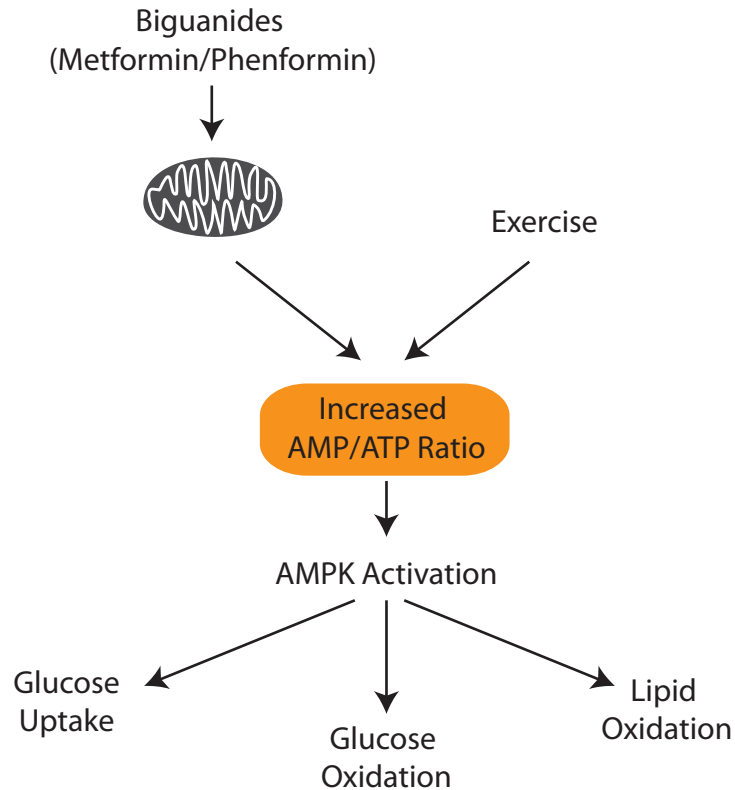 Biguanides
(Metformin/Phenformin)
Exercise
Increased
AMP/ATP Ratio
AMPK Activation
Glucose
Uptake
Glucose
Oxidation
Lipid
Oxidation